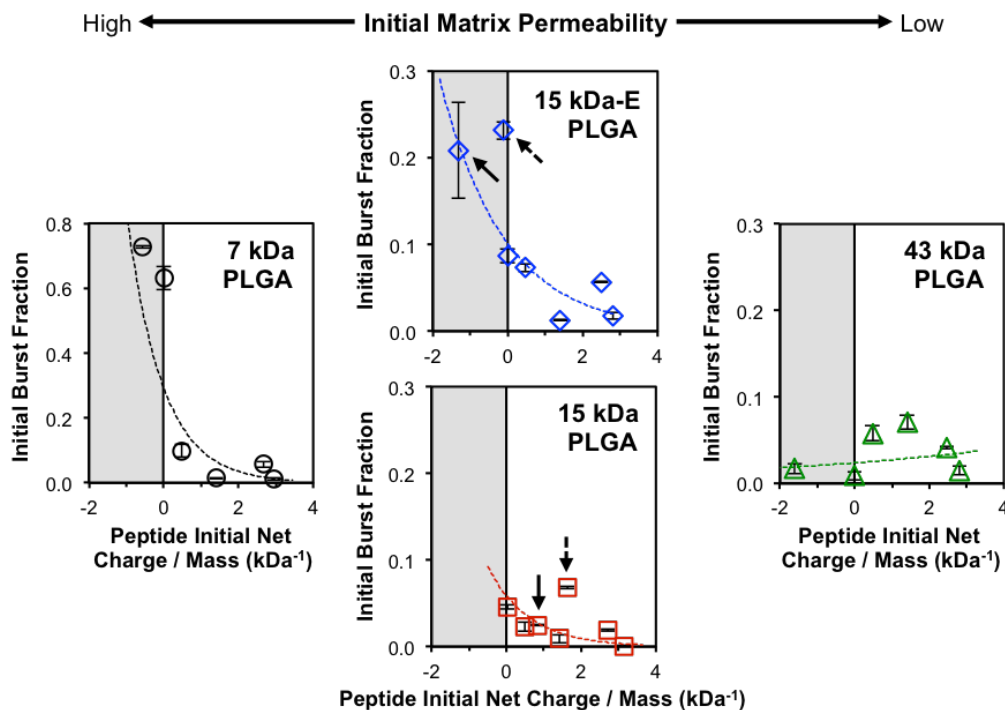 High Initial Matrix Permeability Low
0.3
15 kDa-E
PLGA
0.2
0.1
0.0
-2 0 2 4
Initial Burst Fraction
0.8
7 kDa
PLGA
0.6
0.4
0.2
0.0
-2 0 2 4
Initial Burst Fraction
Peptide Initial Net
Charge / Mass (kDa⁻¹)
0.3
15 kDa
PLGA
0.2
0.1
0.0
-2 0 2 4
Initial Burst Fraction
Peptide Initial Net Charge / Mass (kDa⁻¹)
0.3
43 kDa
PLGA
0.2
0.1
0.0
-2 0 2 4
Initial Burst Fraction
Peptide Initial Net
Charge / Mass (kDa⁻¹)